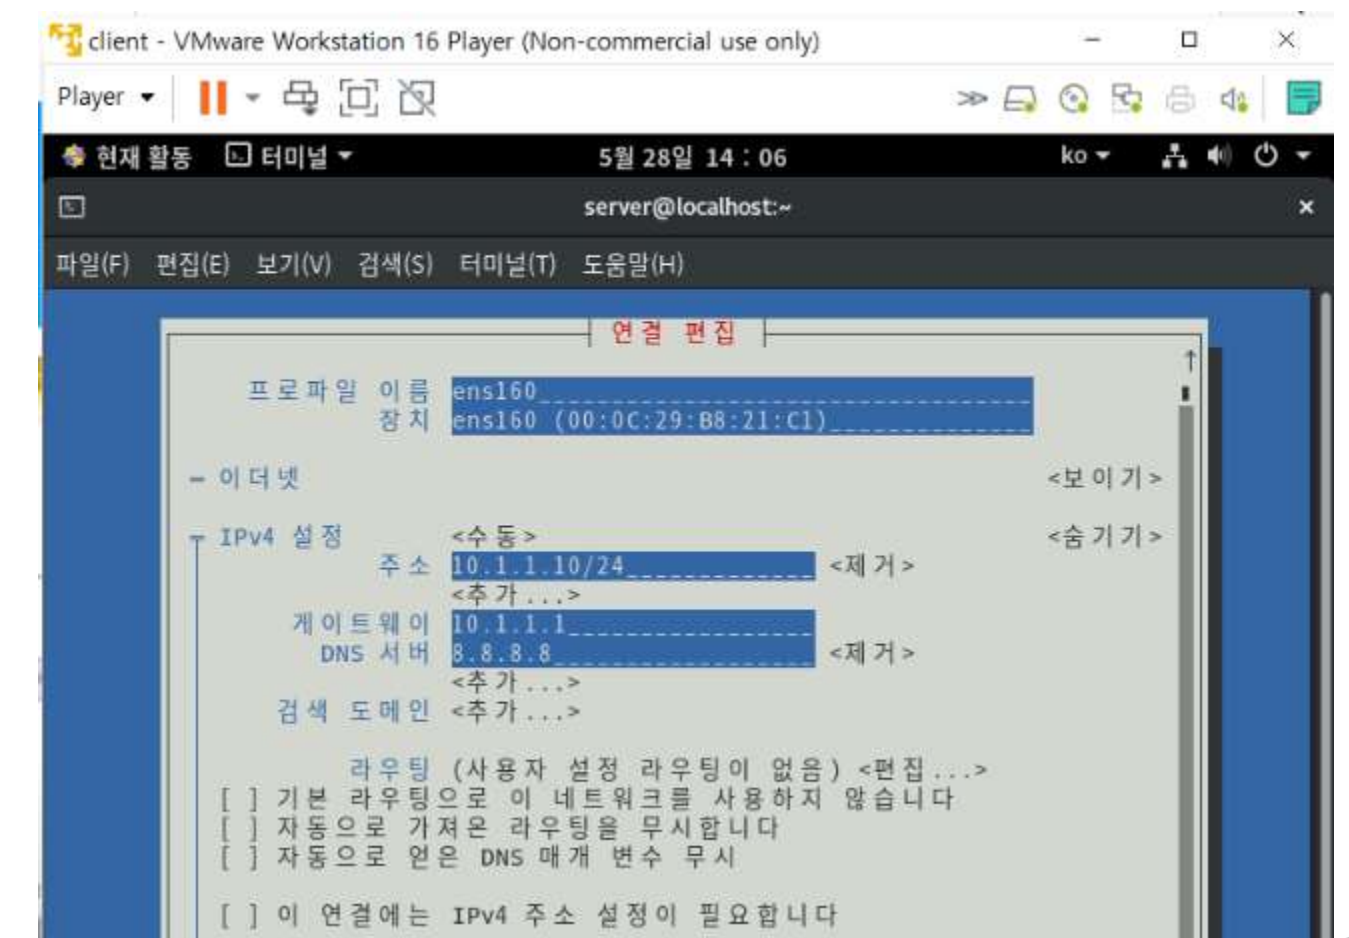 client - VMware Workstation 16 Player (Non-commercial use only)
Player
현재 활동 터미널 5월 28일 14 : 06 ko
server@localhost:~
파일(F) 편집(E) 보기(V) 검색(S) 터미널(T) 도움말(H)
연결 편집
프로파일 이름 ens160
장치 ens160 (00:0C:29:B8:21:C1)
이더넷 <보이기>
IPv4 설정 <수동> <숨기기>
주소 10.1.1.10/24 <제거>
<추가...>
게이트웨이 10.1.1.1
DNS 서버 8.8.8.8 <제거>
<추가...>
검색 도메인 <추가...>
라우팅 (사용자 설정 라우팅이 없음) <편집...>
[ ] 기본 라우팅으로 이 네트워크를 사용하지 않습니다
[ ] 자동으로 가져온 라우팅을 무시합니다
[ ] 자동으로 얻은 DNS 매개 변수 무시
[ ] 이 연결에는 IPv4 주소 설정이 필요합니다